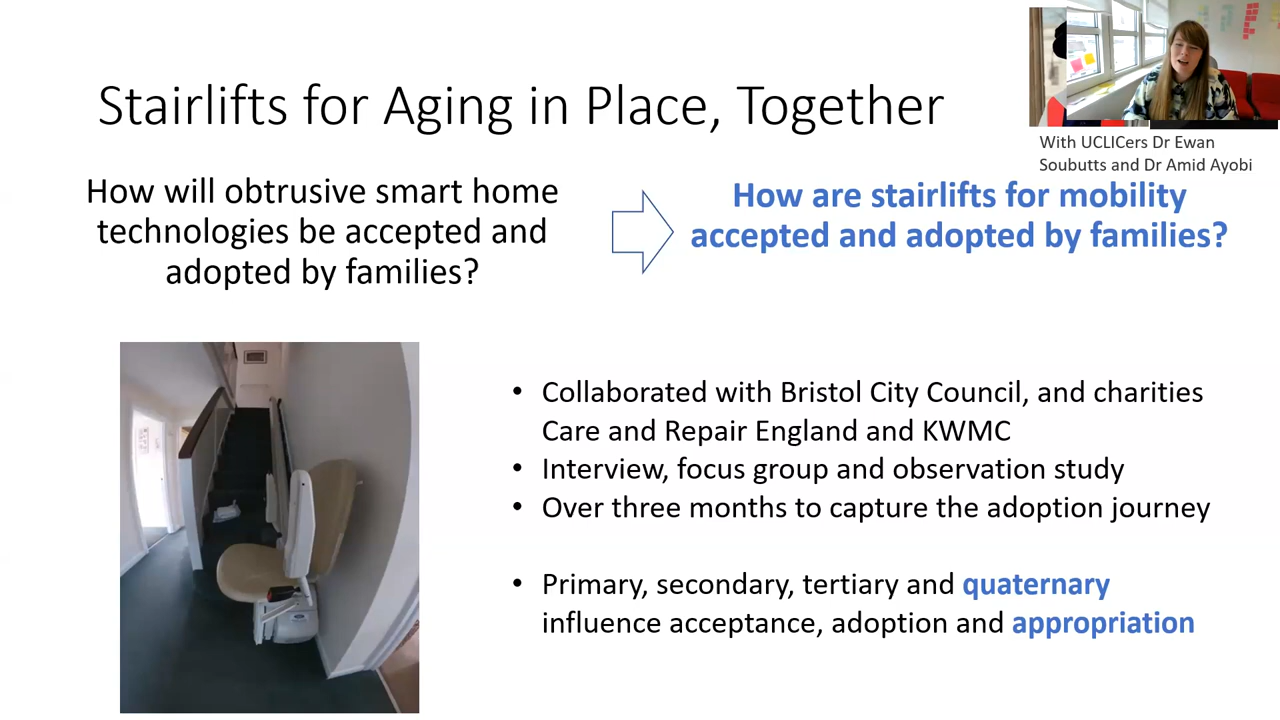 Stairlifts for Aging in Place, Together
With UCLICers Dr Ewan
Soubutts and Dr Amid Ayobi
How will obtrusive smart home
technologies be accepted and
adopted by families?
How are stairlifts for mobility
accepted and adopted by families?
• Collaborated with Bristol City Council, and charities
Care and Repair England and KWMC
• Interview, focus group and observation study
• Over three months to capture the adoption journey
• Primary, secondary, tertiary and quaternary
influence acceptance, adoption and appropriation